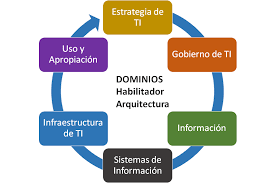 Estrategia de
TI
Gobierno de TI
Información
Sistemas de
Información
Infraestructura
de TI
Uso y
Apropiación
DOMINIOS
Habilitador
Arquitectura